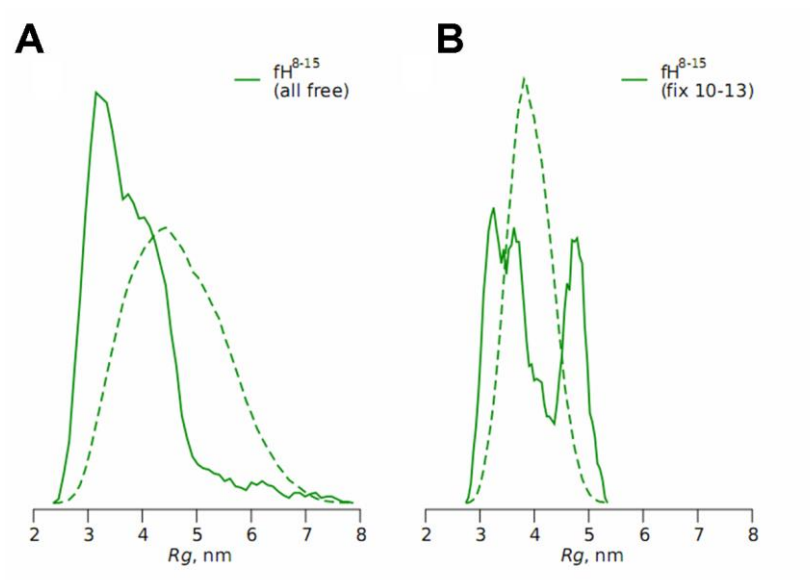 A
fH8-15
(all free)
2 3 4 5 6 7 8
Rg, nm
B
fH8-15
(fix 10-13)
2 3 4 5 6 7 8
Rg, nm